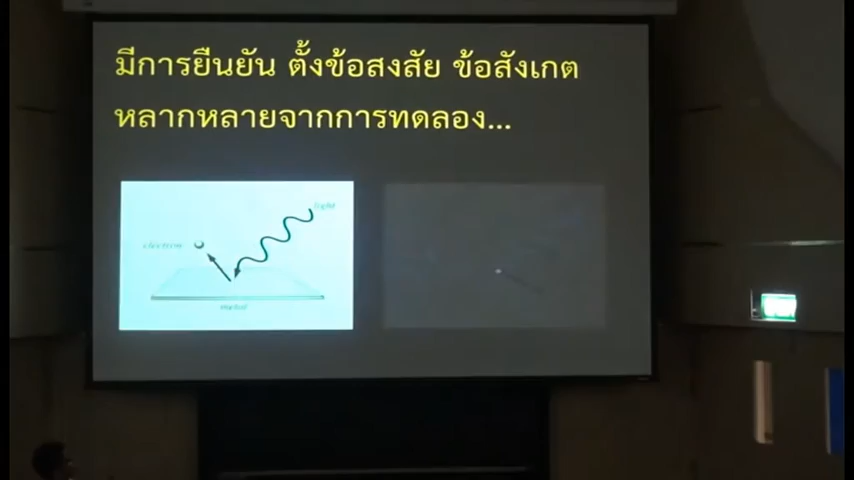 มีการยืนยัน ตั้งข้อสงสัย ข้อสังเกต
หลากหลายจากการทดลอง...
light
electron
metal